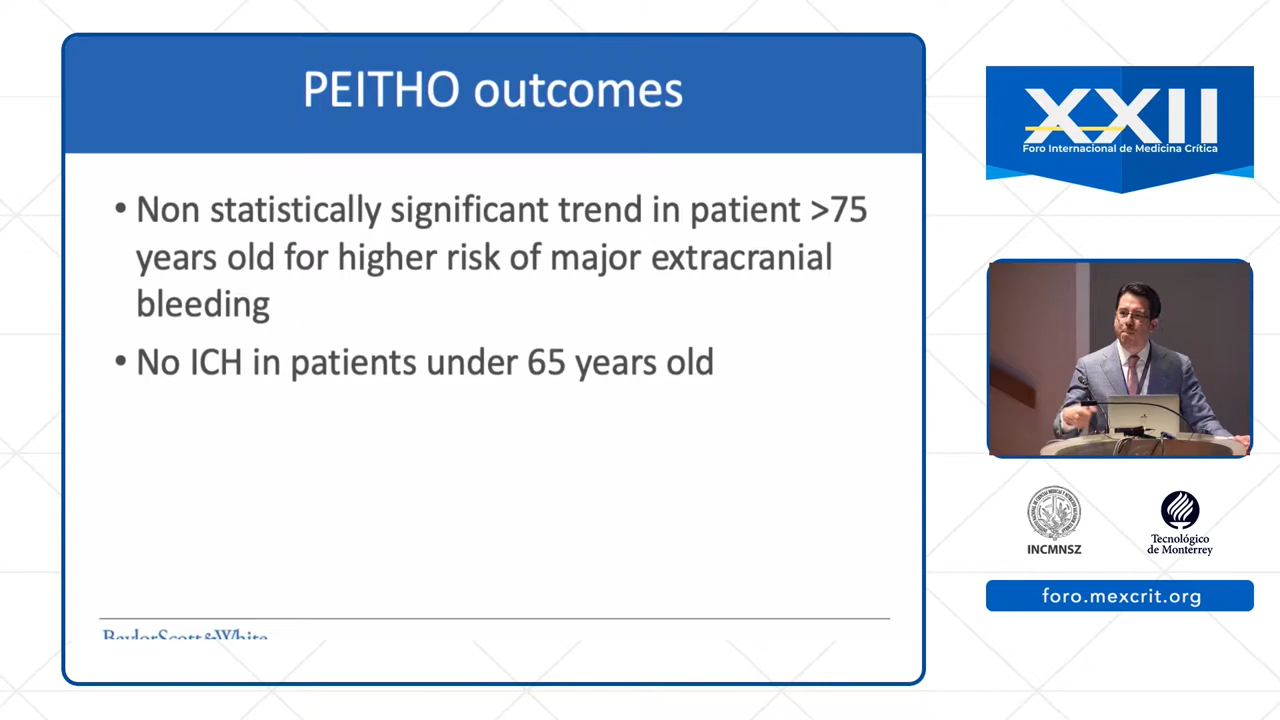 PEITHO outcomes
• Non statistically significant trend in patient >75
years old for higher risk of major extracranial
bleeding
• No ICH in patients under 65 years old
BaylorScott&White
XXII
Foro Internacional de Medicina Crítica
INCMNSZ
Tecnológico
de Monterrey
foro.mexcrit.org